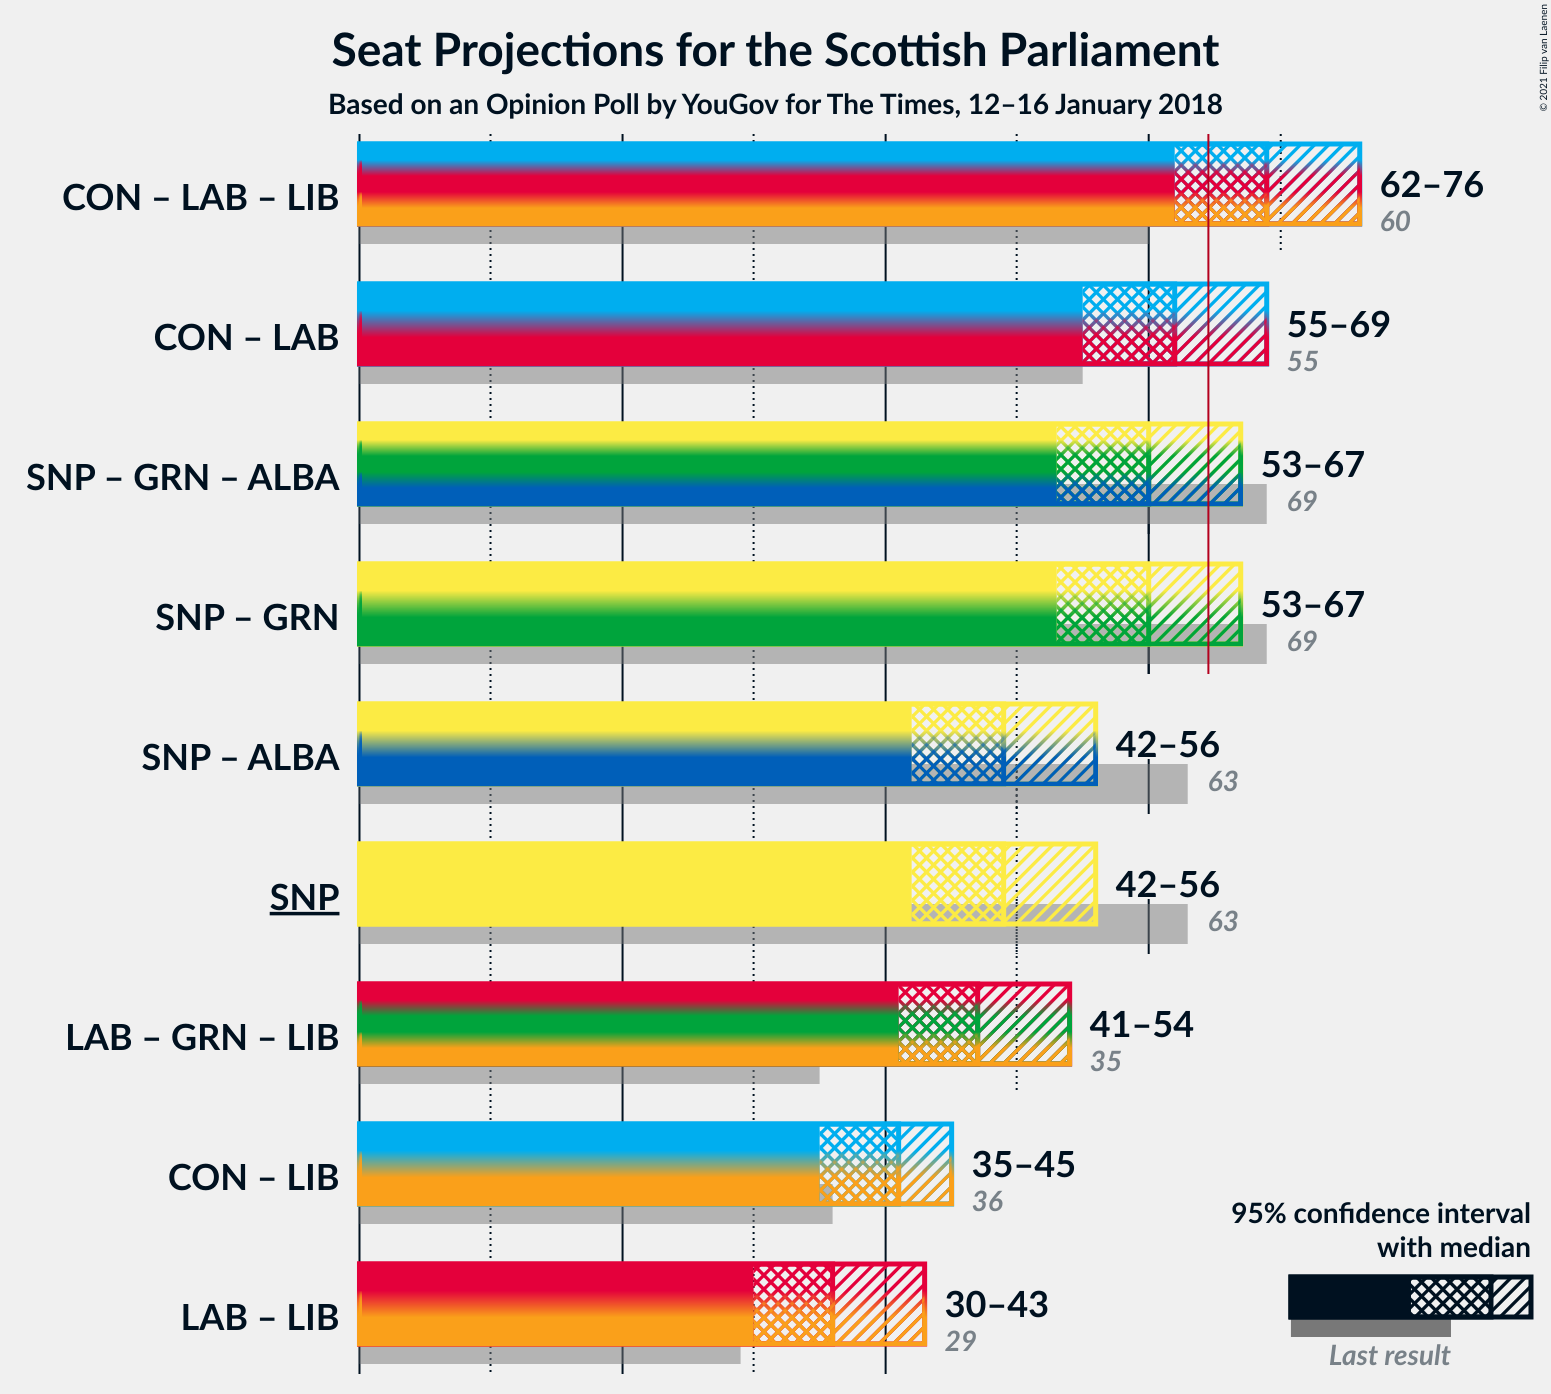 Seat Projections for the Scottish Parliament
Based on an Opinion Poll by YouGov for The Times, 12–16 January 2018
© 2021 Filip van Laenen
CON – LAB – LIB
62–76
60
CON – LAB
55–69
55
SNP – GRN – ALBA
53–67
69
SNP – GRN
53–67
69
SNP – ALBA
42–56
63
SNP
42–56
63
LAB – GRN – LIB
41–54
35
CON – LIB
35–45
36
LAB – LIB
30–43
29
95% confidence interval
with median
Last result